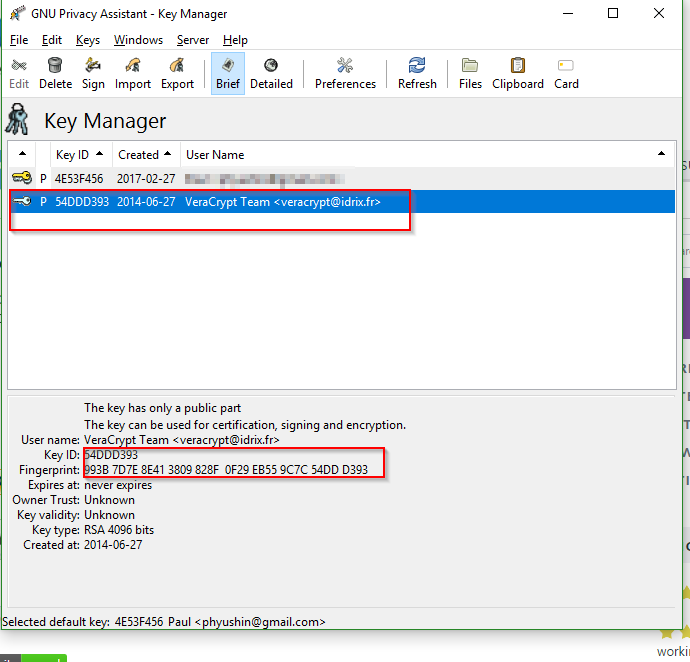 GNU Privacy Assistant - Key Manager
File Edit Keys Windows Server Help
Edit Delete Sign Import Export Brief Detailed Preferences Refresh Files Clipboard Card
Key Manager
Key ID Created User Name
P 4E53F456 2017-02-27
P 54DDD393 2014-06-27 VeraCrypt Team <veracrypt@idrix.fr>
The key has only a public part
The key can be used for certification, signing and encryption.
User name: VeraCrypt Team <veracrypt@idrix.fr>
Key ID: 54DDD393
Fingerprint: 993B 7D7E 8E41 3809 828F 0F29 EB55 9C7C 54DD D393
Expires at: never expires
Owner Trust: Unknown
Key validity: Unknown
Key type: RSA 4096 bits
Created at: 2014-06-27
Selected default key: 4E53F456 Paul <phyushin@gmail.com>
workin